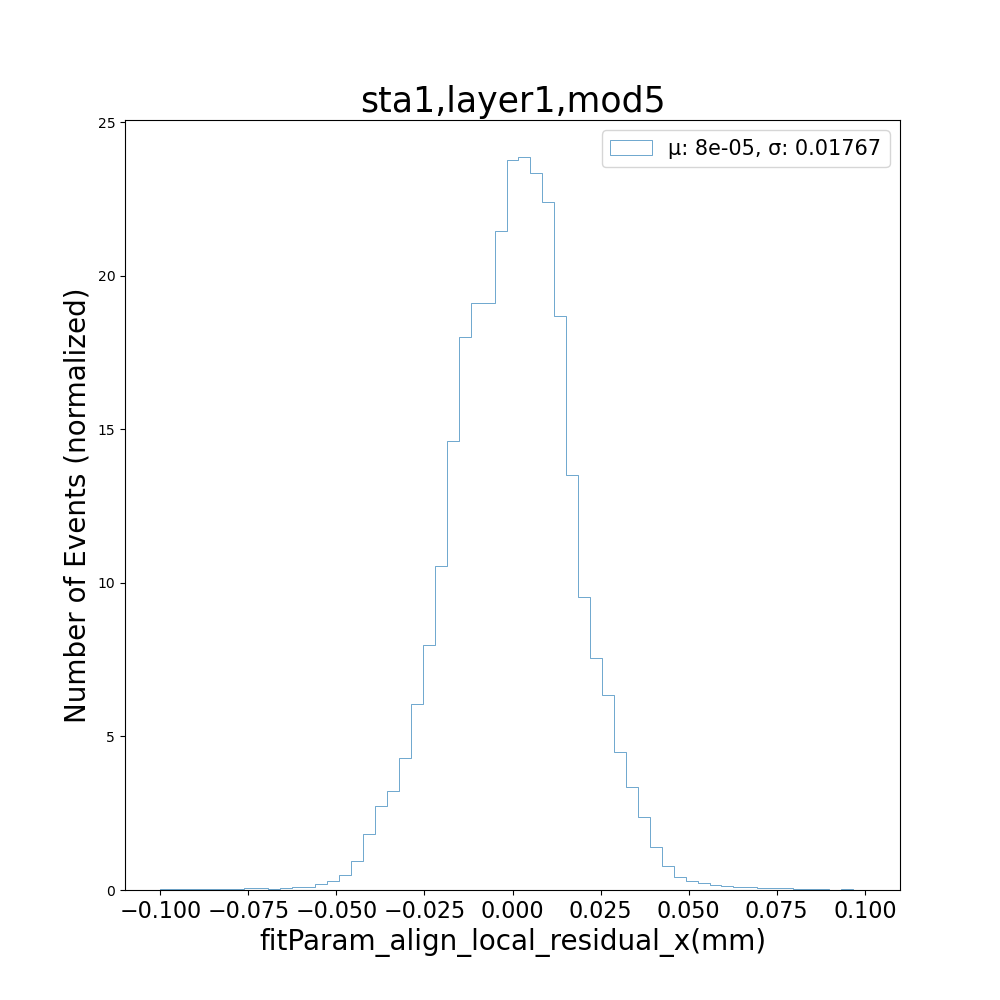 sta1,layer1,mod5
μ: 8e-05, σ: 0.01767
25
20
15
10
5
0
Number of Events (normalized)
−0.100 −0.075 −0.050 −0.025 0.000 0.025 0.050 0.075 0.100
fitParam_align_local_residual_x(mm)